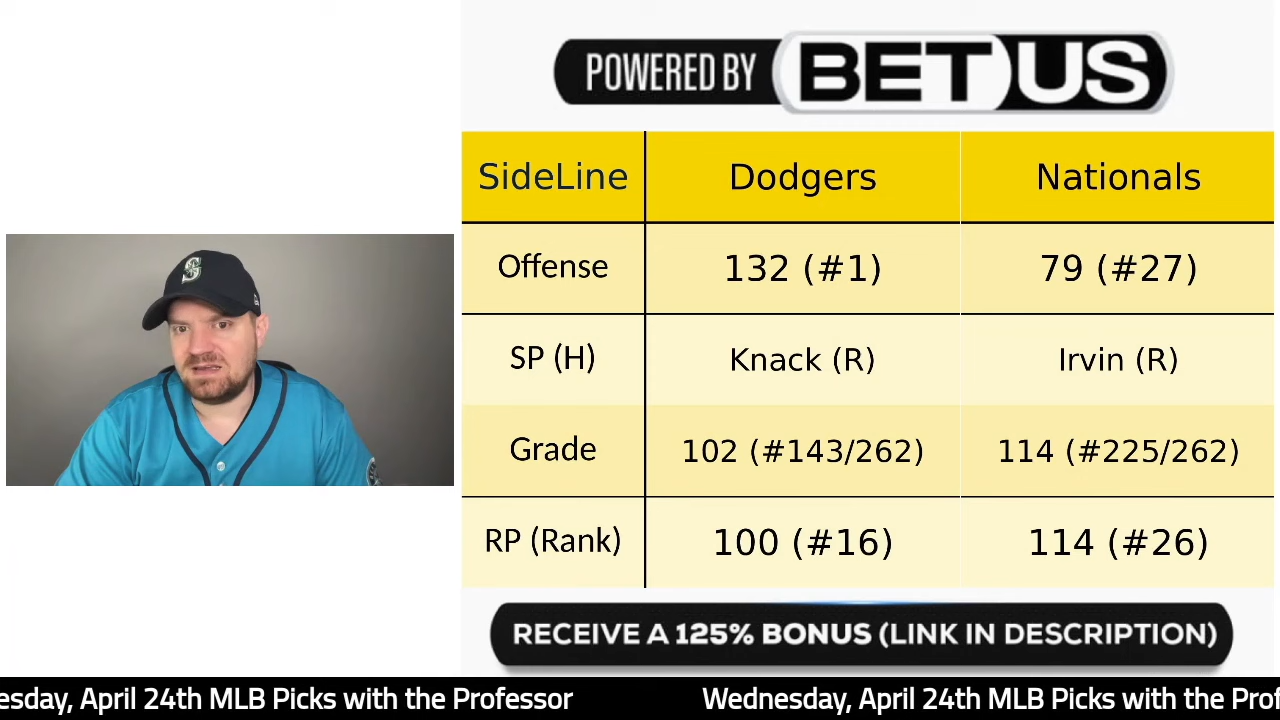 POWERED BY BETUS
SideLine Dodgers Nationals
Offense 132 (#1) 79 (#27)
SP (H) Knack (R) Irvin (R)
Grade 102 (#143/262) 114 (#225/262)
RP (Rank) 100 (#16) 114 (#26)
S
RECEIVE A 125% BONUS (LINK IN DESCRIPTION)
esday, April 24th MLB Picks with the Professor Wednesday, April 24th MLB Picks with the Prof